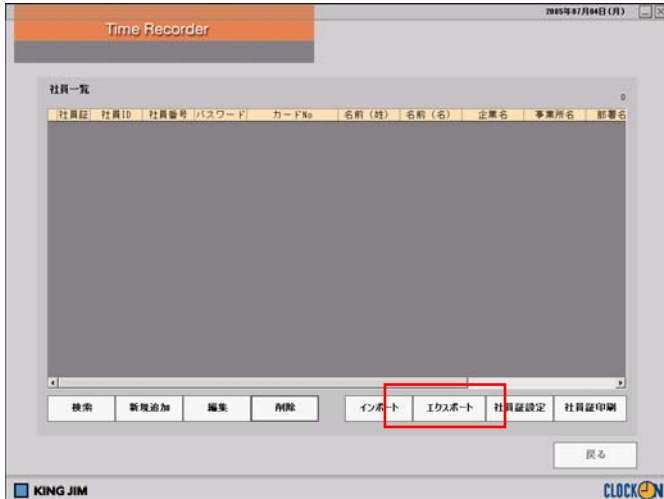 2005年07月04日(月)
Time Recorder
社員一覧
0
社員証 社員ID 社員番号 パスワード カードNo 名前（姓） 名前（名） 企業名 事業所名 部署名
検索 新規追加 編集 削除 インポート エクスポート 社員証設定 社員証印刷
戻る
KING JIM CLOCK ON